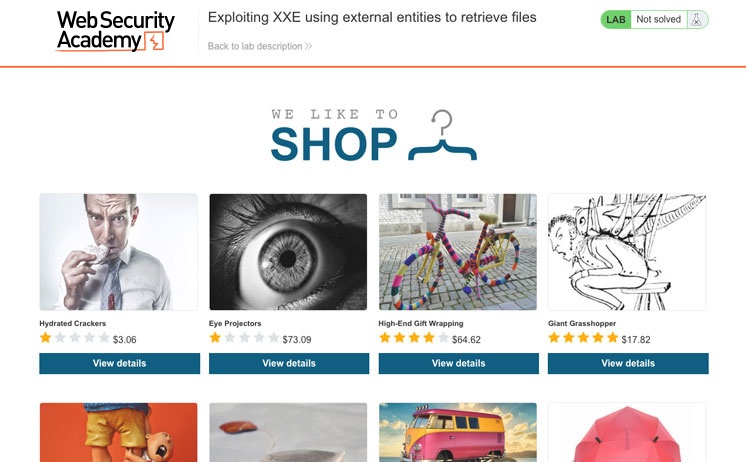 Web Security
Academy
Exploiting XXE using external entities to retrieve files
Back to lab description
LAB Not solved
WE LIKE TO
SHOP
Hydrated Crackers
$3.06
View details
Eye Projectors
$73.09
View details
High-End Gift Wrapping
$64.62
View details
Giant Grasshopper
$17.82
View details